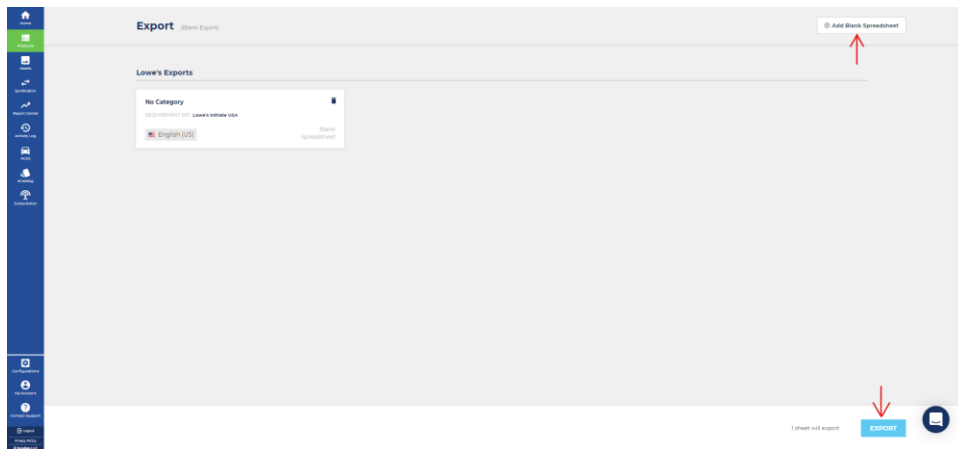 Home
Products
Assets
Syndication
Report Center
Activity Log
ACES
eCatalog
Subscription
Configurations
My Account
Contact Support
Logout
Privacy Policy
Export (Blank Export)
Add Blank Spreadsheet
Lowe's Exports
No Category
REQUIREMENT SET: Lowe's Initiate USA
English (US)
Blank
Spreadsheet
1 sheet will export
EXPORT